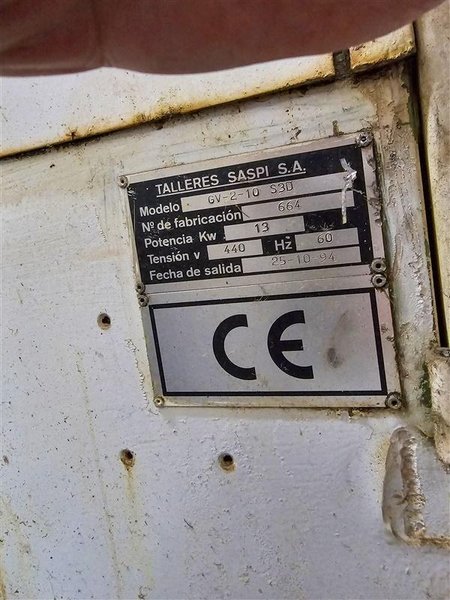 TALLERES SASPI S.A.
Modelo GV-2-10 S30
Nº de fabricación 664
Potencia Kw 13
Tensión v 440 Hz 60
Fecha de salida 25-10-94
CE